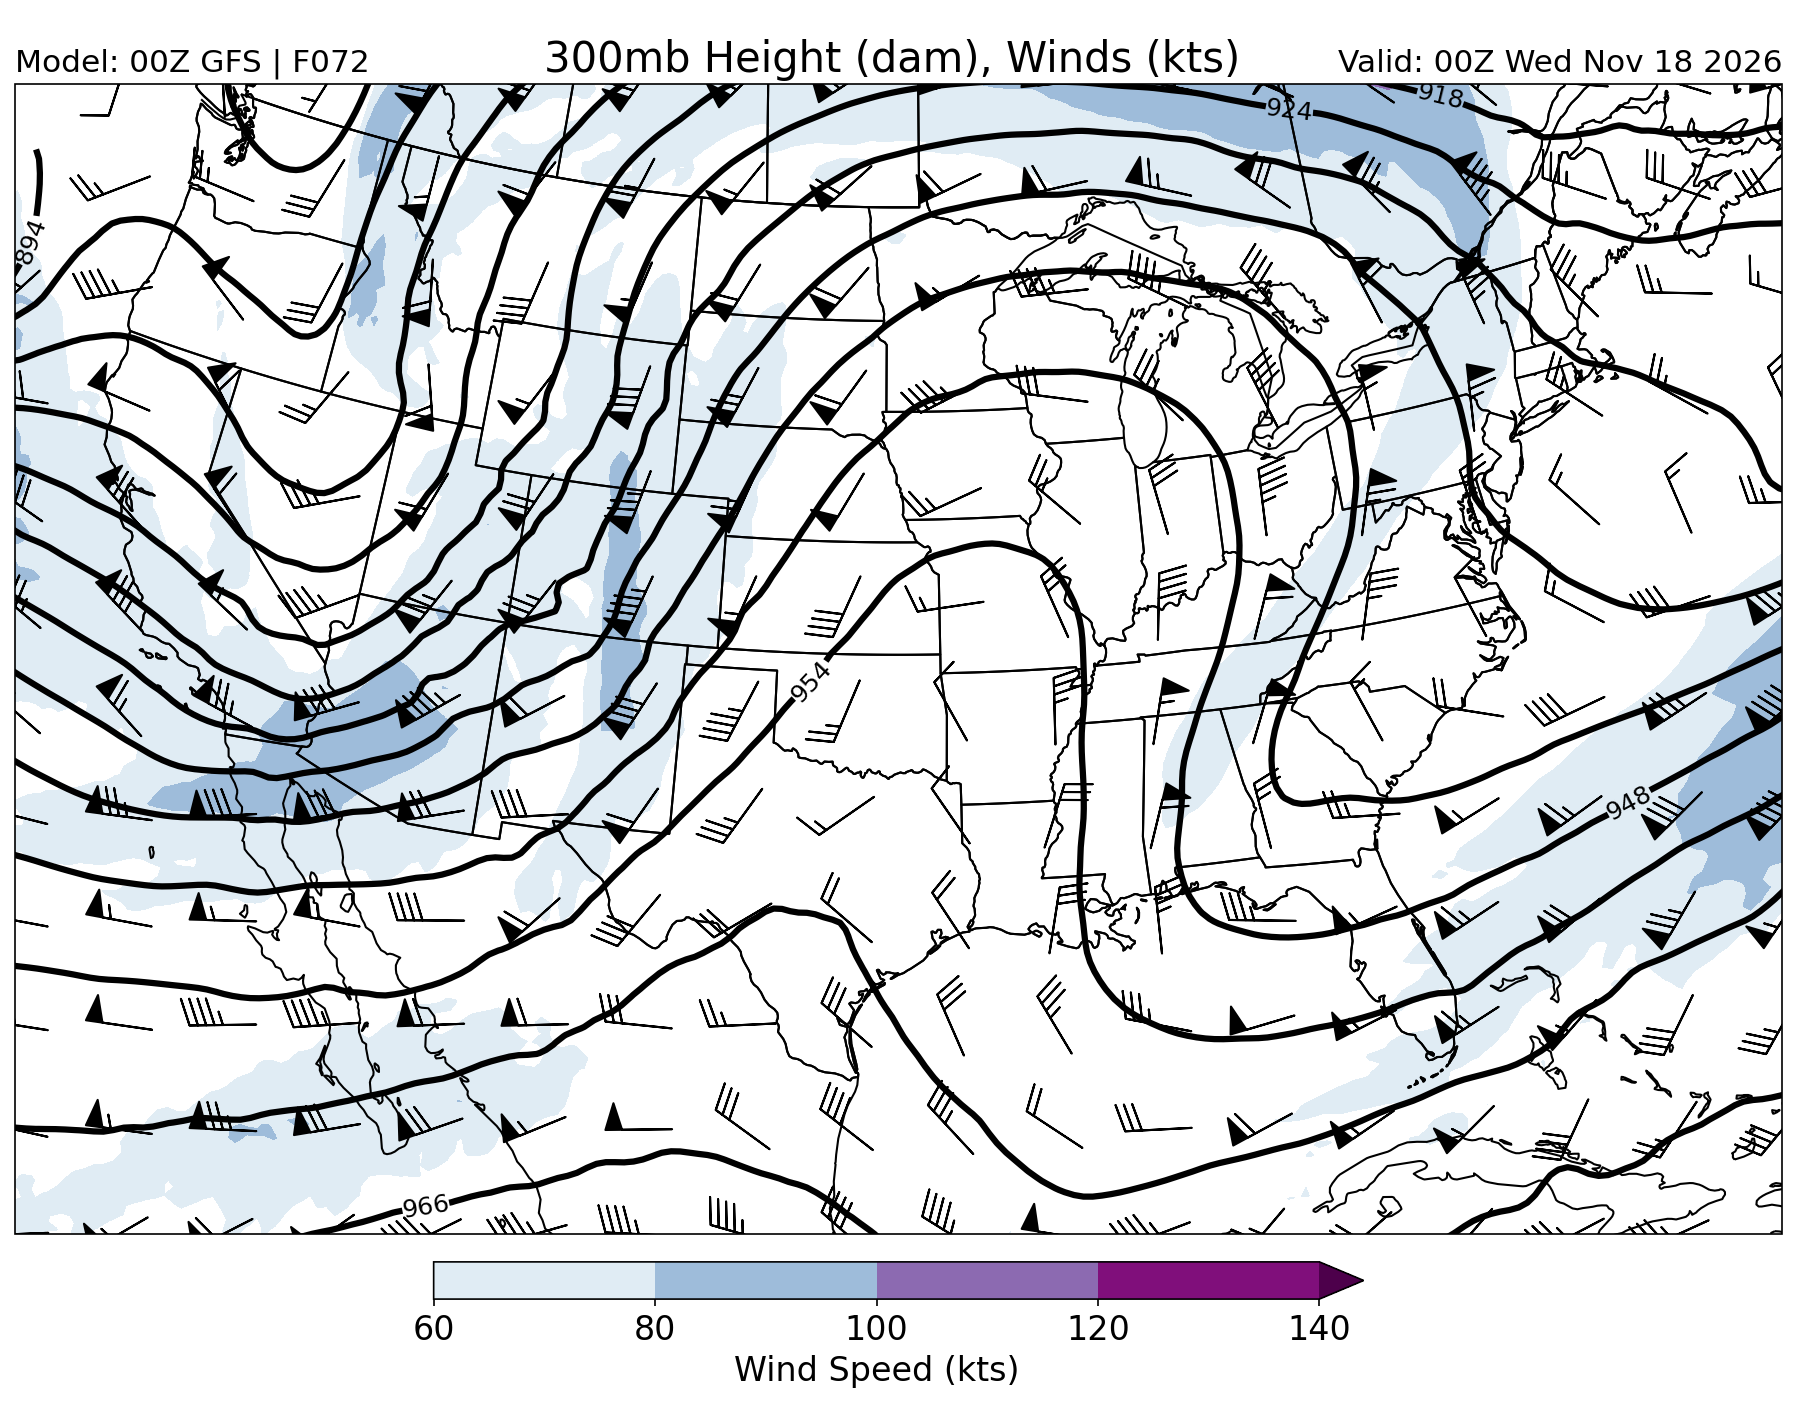 Model: 00Z GFS | F072
300mb Height (dam), Winds (kts)
Valid: 00Z Wed Nov 18 2026
918
924
894
954
948
966
60 80 100 120 140
Wind Speed (kts)